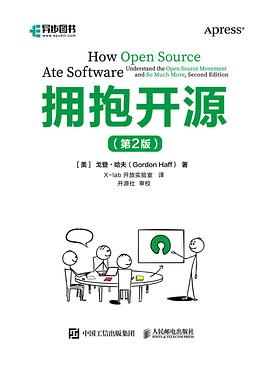 异步图书
www.epubit.com
Apress®
How Open Source
Ate Software
Understand the Open Source Movement
and So Much More, Second Edition
拥抱开源
（第2版）
［美］ 戈登·哈夫（Gordon Haff）著
X-lab 开放实验室 译
开源社 审校
中国工信出版集团
人民邮电出版社
POSTS & TELECOM PRESS